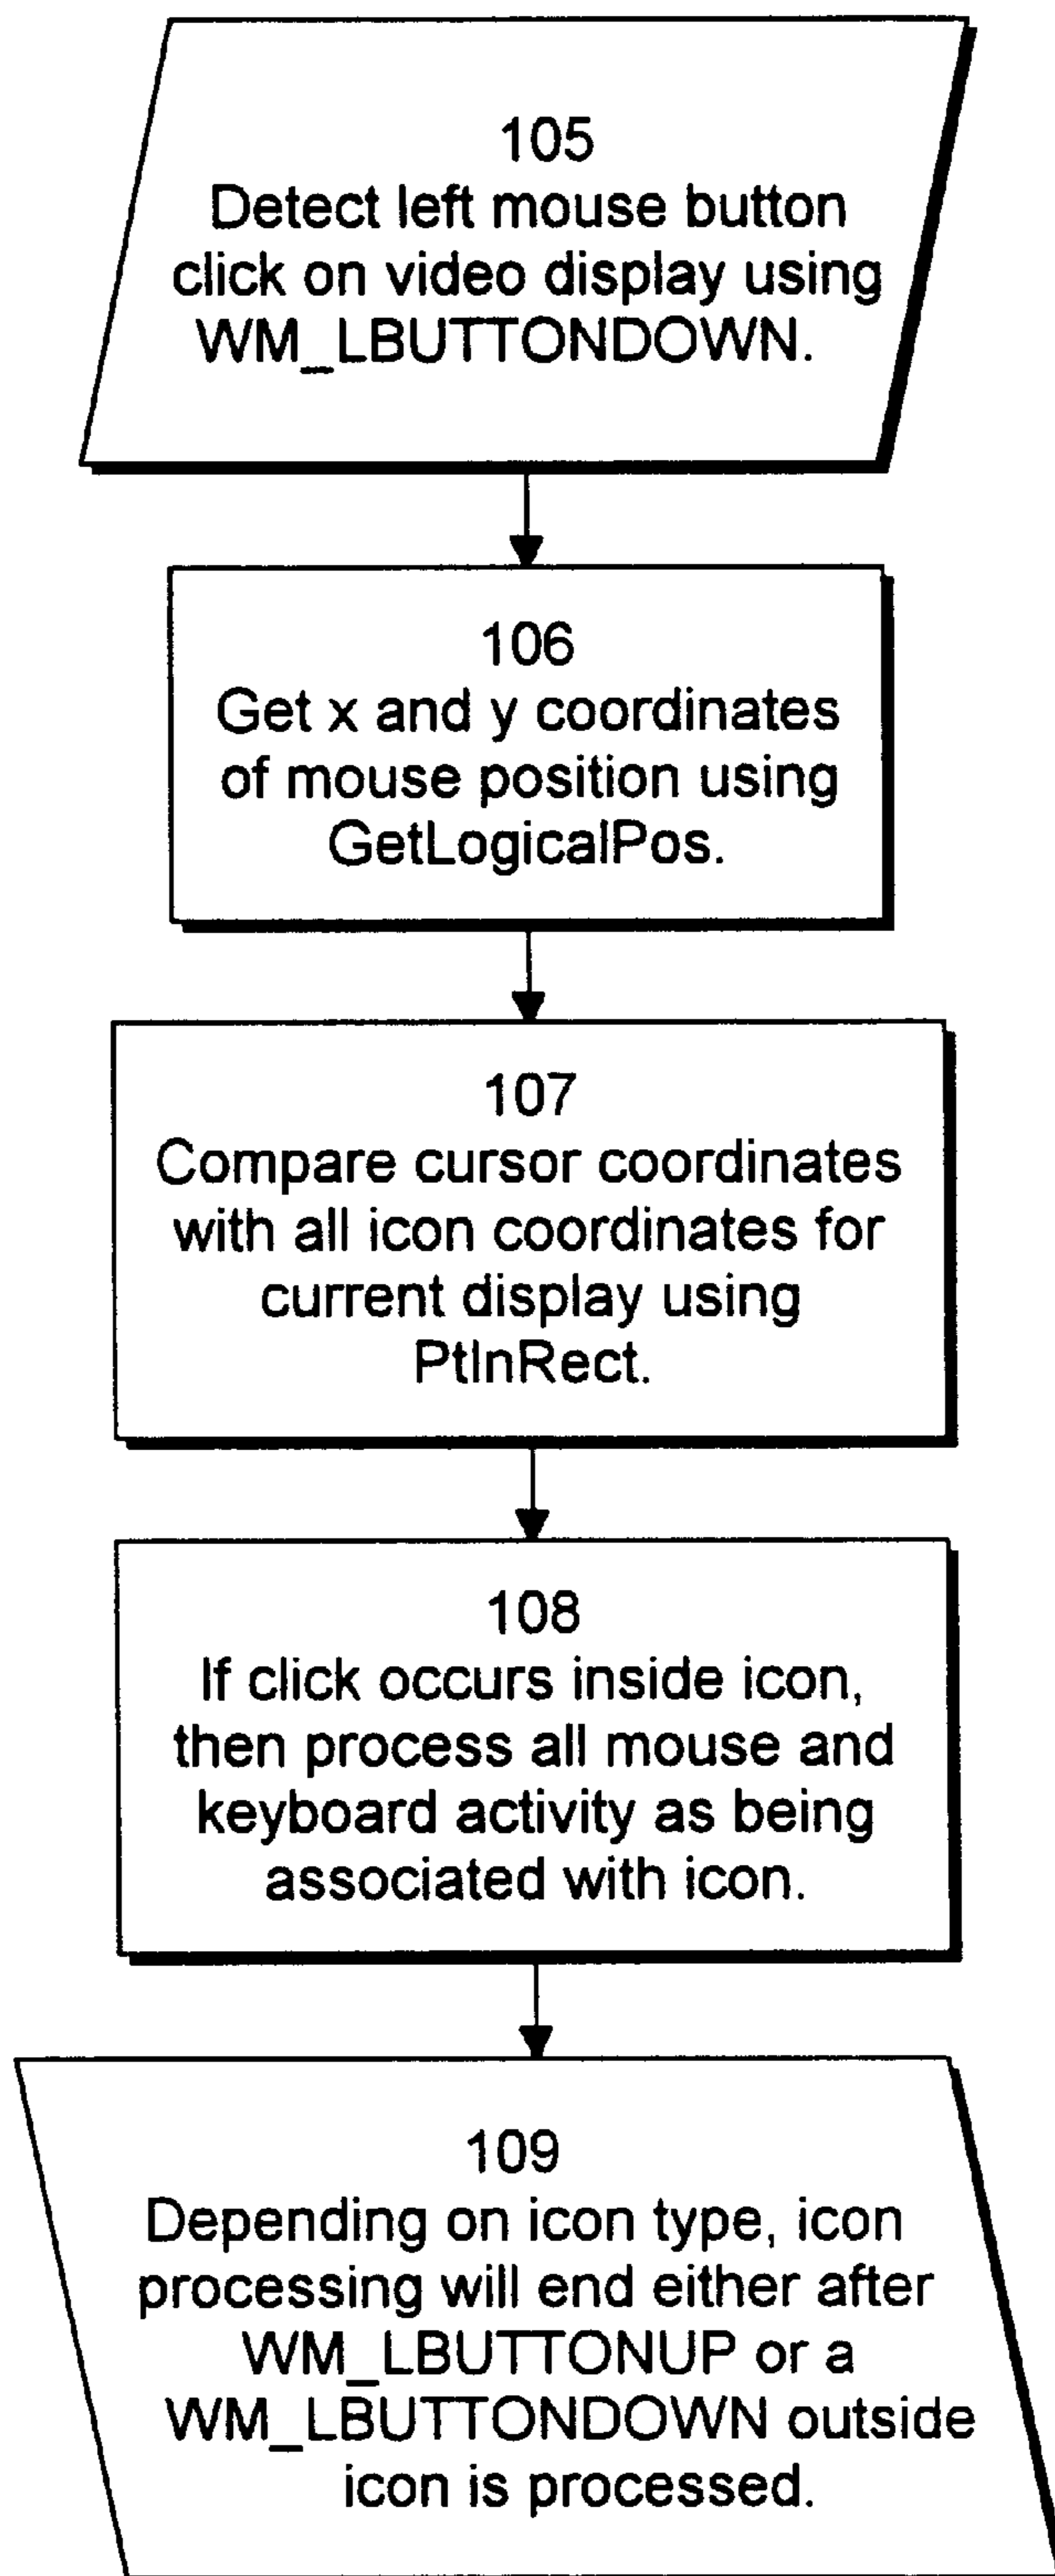 105
Detect left mouse button
click on video display using
WM_LBUTTONDOWN.
106
Get x and y coordinates
of mouse position using
GetLogicalPos.
107
Compare cursor coordinates
with all icon coordinates for
current display using
PtInRect.
108
If click occurs inside icon,
then process all mouse and
keyboard activity as being
associated with icon.
109
Depending on icon type, icon
processing will end either after
WM_LBUTTONUP or a
WM_LBUTTONDOWN outside
icon is processed.